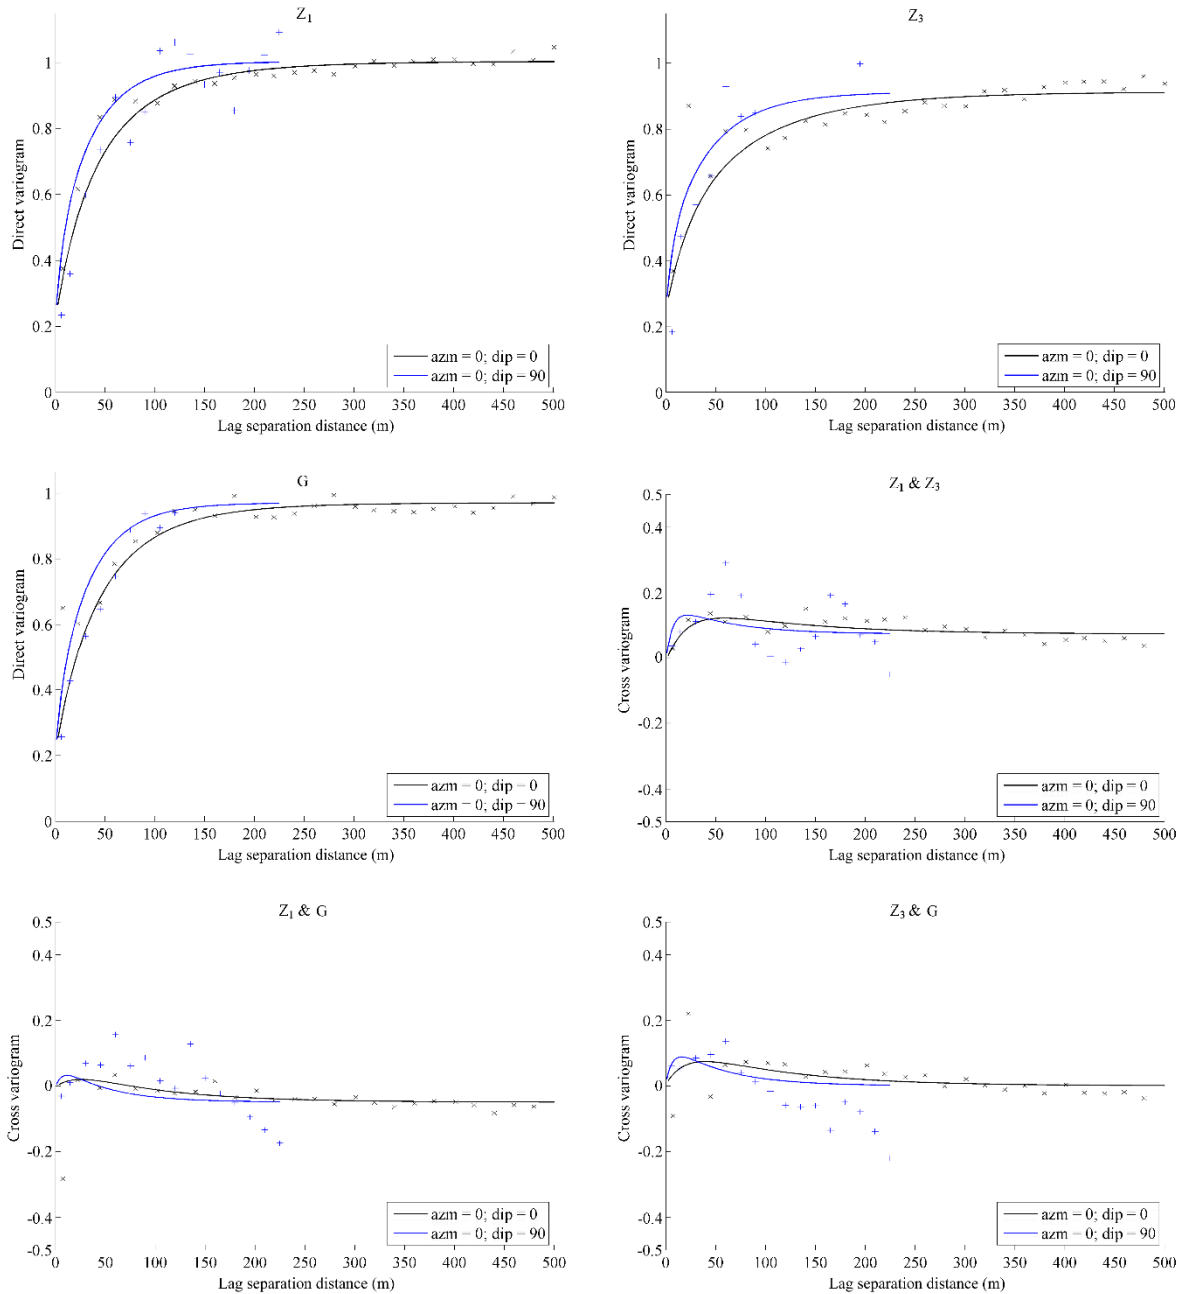 Z1
Direct variogram
1
0.8
0.6
0.4
0.2
0
azm = 0; dip = 0
azm = 0; dip = 90
0 50 100 150 200 250 300 350 400 450 500
Lag separation distance (m)
Z3
Direct variogram
1
0.8
0.6
0.4
0.2
0
azm = 0; dip = 0
azm = 0; dip = 90
0 50 100 150 200 250 300 350 400 450 500
Lag separation distance (m)
G
Direct variogram
1
0.8
0.6
0.4
0.2
0
azm = 0; dip = 0
azm = 0; dip = 90
0 50 100 150 200 250 300 350 400 450 500
Lag separation distance (m)
Z1 & Z3
Cross variogram
0.5
0.4
0.2
0
-0.2
-0.4
-0.5
azm = 0; dip = 0
azm = 0; dip = 90
0 50 100 150 200 250 300 350 400 450 500
Lag separation distance (m)
Z1 & G
Cross variogram
0.5
0.4
0.2
0
-0.2
-0.4
-0.5
azm = 0; dip = 0
azm = 0; dip = 90
0 50 100 150 200 250 300 350 400 450 500
Lag separation distance (m)
Z3 & G
Cross variogram
0.5
0.4
0.2
0
-0.2
-0.4
-0.5
azm = 0; dip = 0
azm = 0; dip = 90
0 50 100 150 200 250 300 350 400 450 500
Lag separation distance (m)